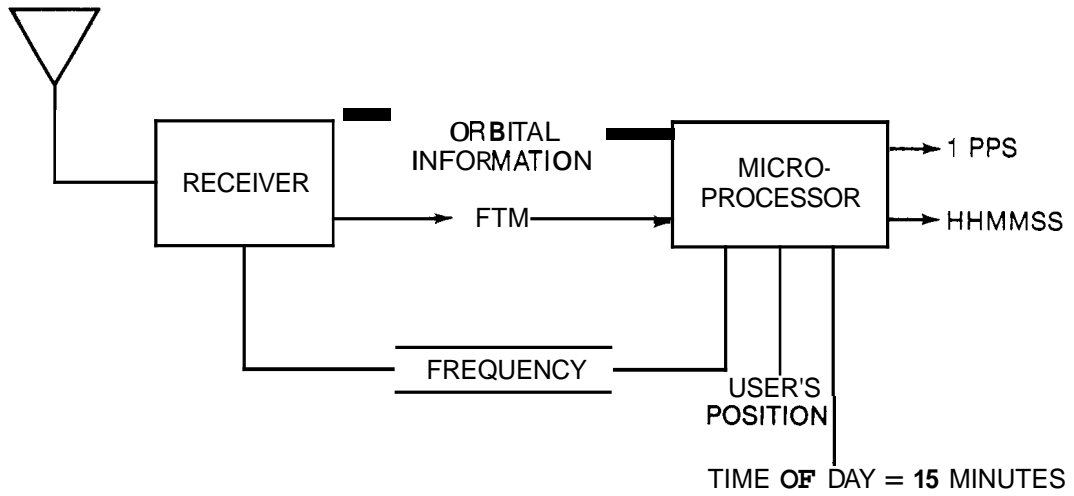 ORBITAL
INFORMATION
RECEIVER
MICRO-
PROCESSOR
1 PPS
FTM
HHMMSS
FREQUENCY
USER'S
POSITION
TIME OF DAY = 15 MINUTES